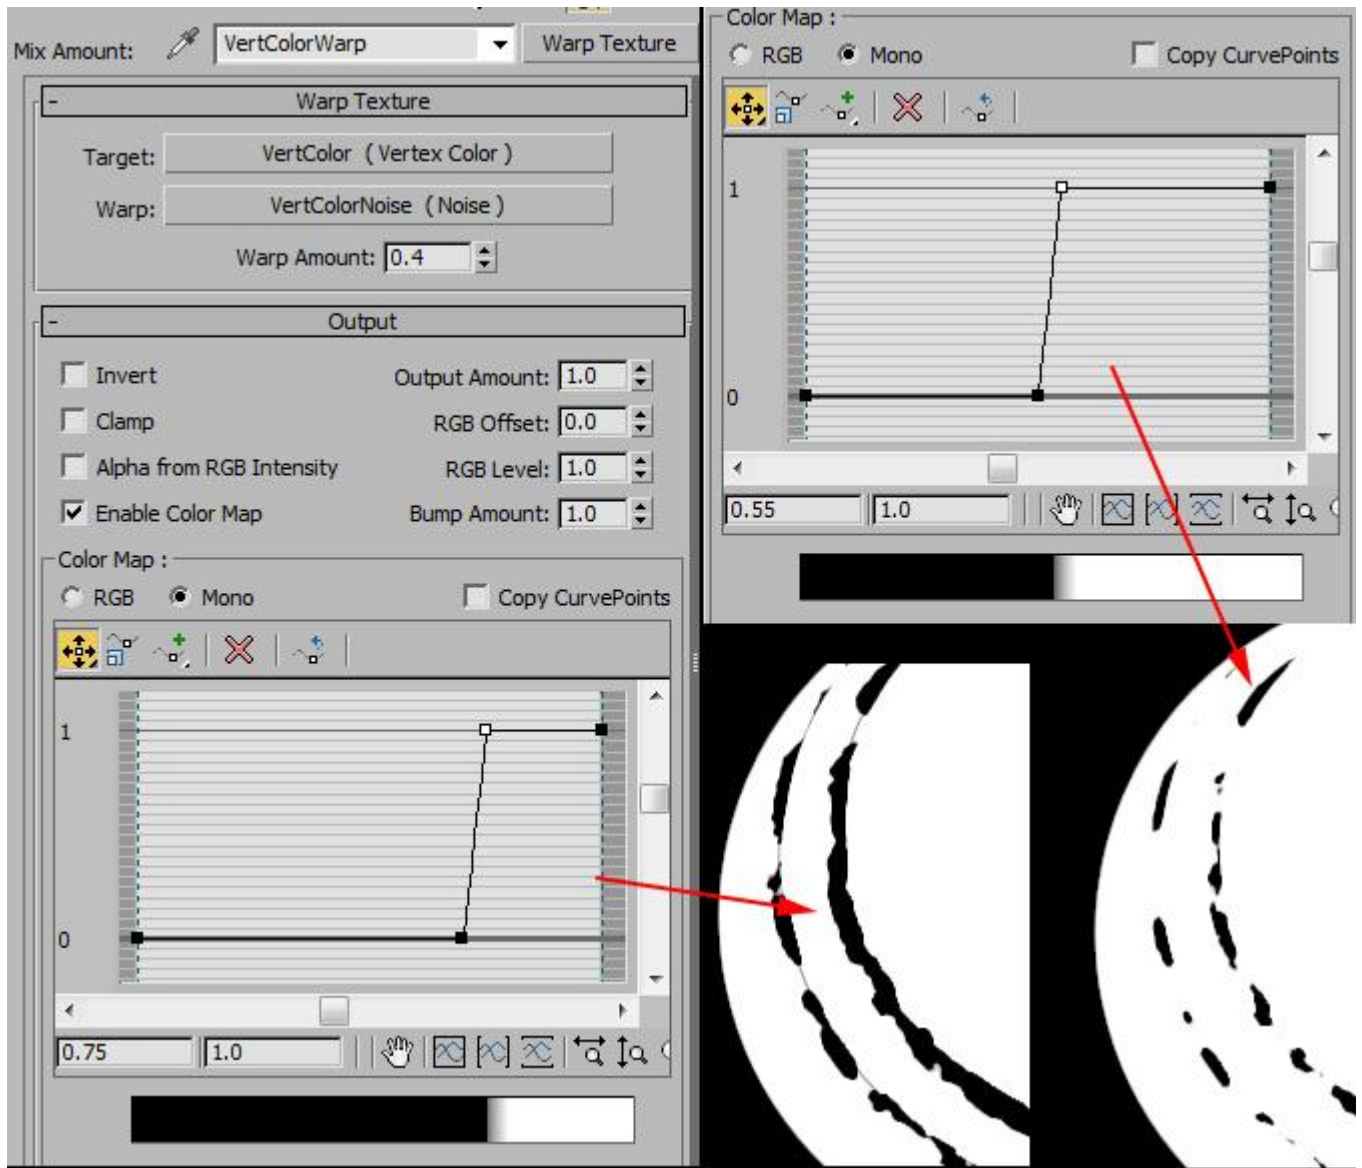 Mix Amount:
VertColorWarp
Warp Texture
- Warp Texture
Target:
VertColor ( Vertex Color )
Warp:
VertColorNoise ( Noise )
Warp Amount: 0.4
- Output
Invert
Output Amount: 1.0
Clamp
RGB Offset: 0.0
Alpha from RGB Intensity
RGB Level: 1.0
Enable Color Map
Bump Amount: 1.0
Color Map :
RGB
Mono
Copy CurvePoints
1
0
0.75
1.0
Color Map :
RGB
Mono
Copy CurvePoints
1
0
0.55
1.0